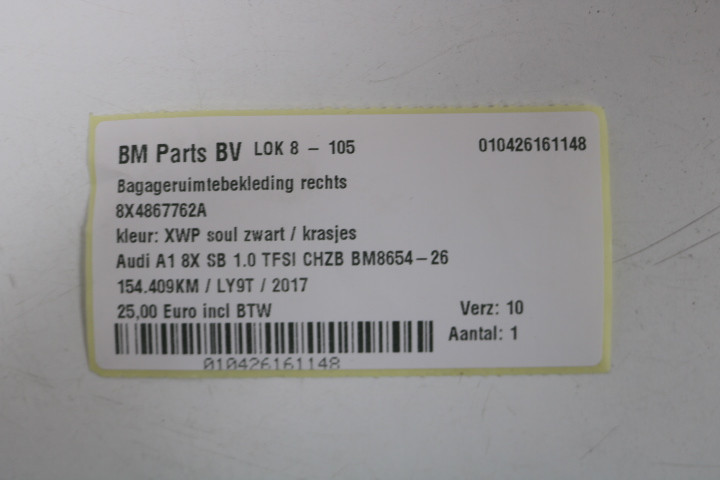 BM Parts BV LOK 8 – 105 010426161148
Bagageruimtebekleding rechts
8X4867762A
kleur: XWP soul zwart / krasjes
Audi A1 8X SB 1.0 TFSI CHZB BM8654–26
154.409KM / LY9T / 2017
25,00 Euro incl BTW Verz: 10
Aantal: 1
010426161148